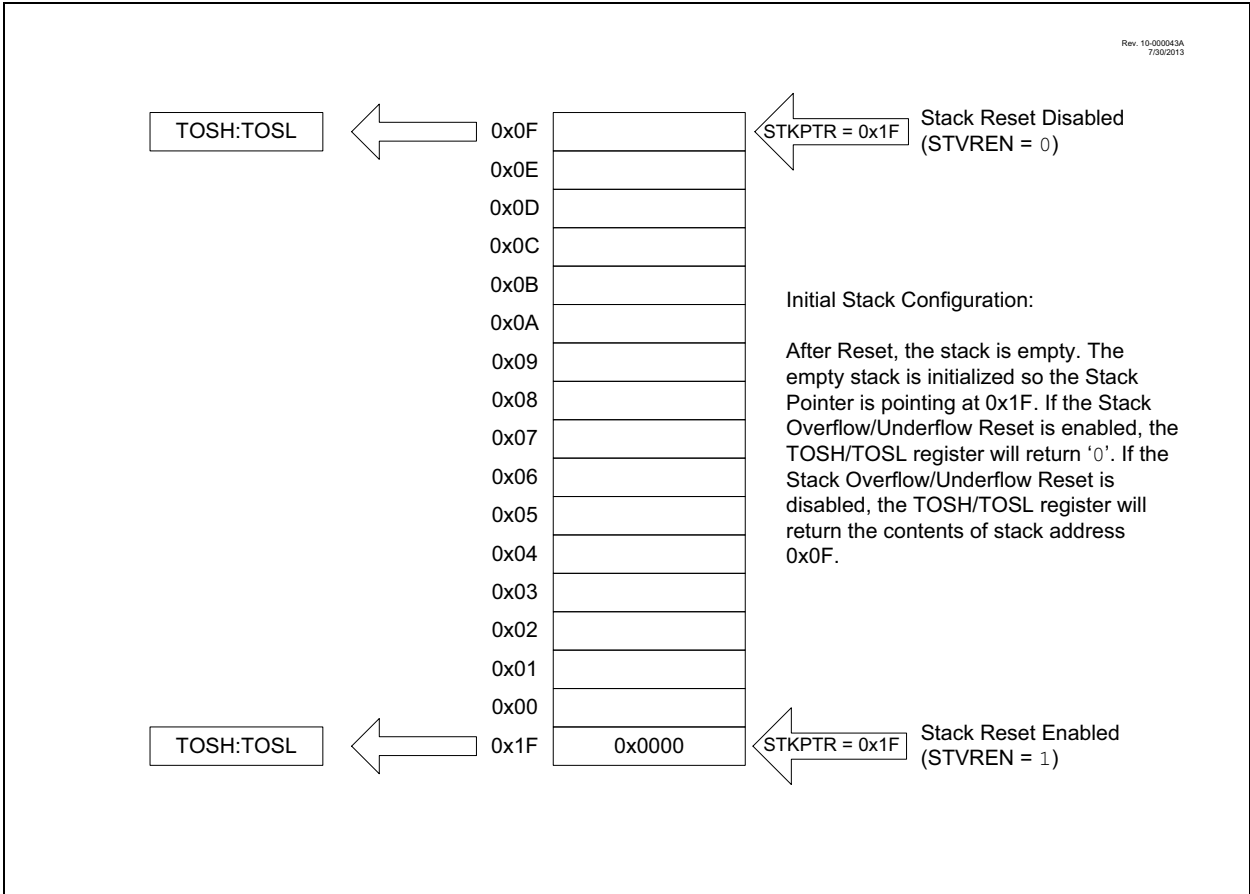 Rev. 10-000043A
7/30/2013
TOSH:TOSL
0x0F
STKPTR = 0x1F
Stack Reset Disabled
(STVREN = 0)
0x0E
0x0D
0x0C
0x0B
0x0A
0x09
0x08
0x07
0x06
0x05
0x04
0x03
0x02
0x01
0x00
Initial Stack Configuration:
After Reset, the stack is empty. The
empty stack is initialized so the Stack
Pointer is pointing at 0x1F. If the Stack
Overflow/Underflow Reset is enabled, the
TOSH/TOSL register will return ‘0’. If the
Stack Overflow/Underflow Reset is
disabled, the TOSH/TOSL register will
return the contents of stack address
0x0F.
TOSH:TOSL
0x1F
0x0000
STKPTR = 0x1F
Stack Reset Enabled
(STVREN = 1)